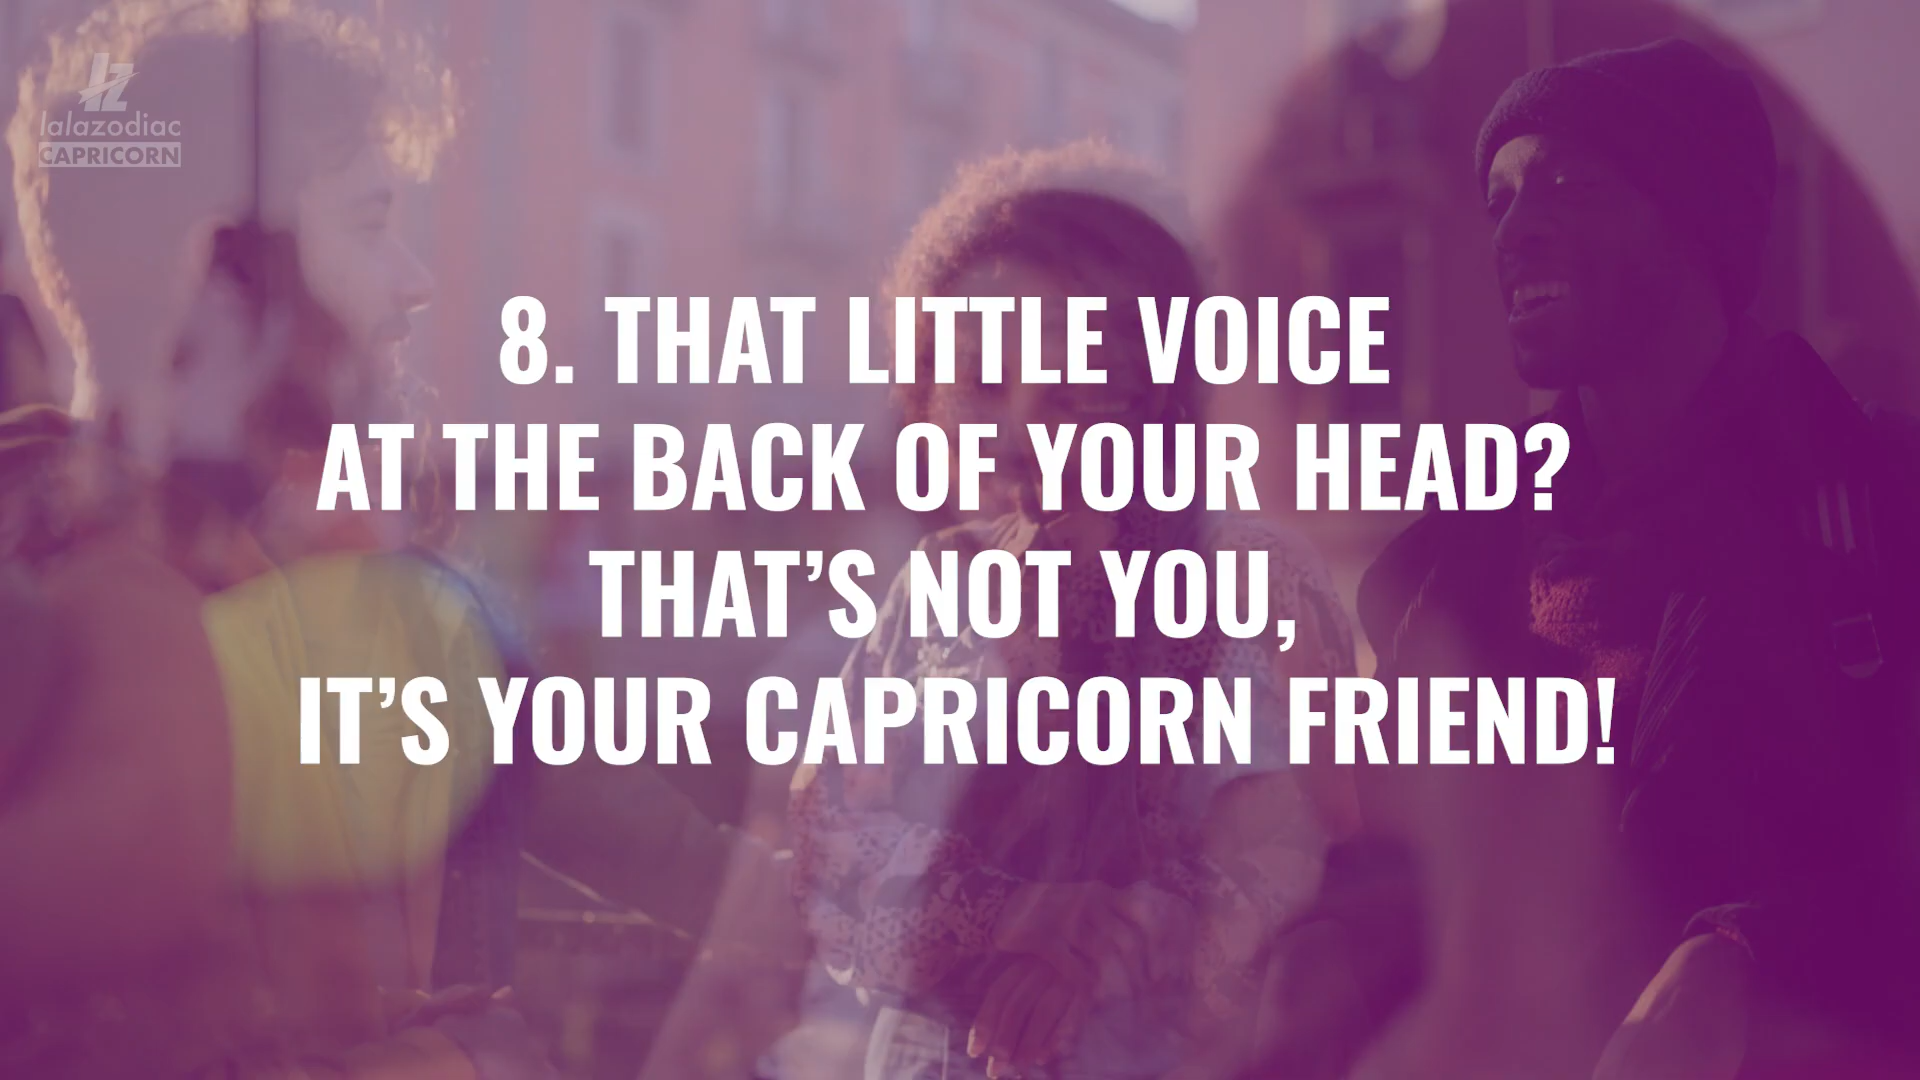 lz
lalazodiac
CAPRICORN
8. THAT LITTLE VOICE
AT THE BACK OF YOUR HEAD?
THAT’S NOT YOU,
IT’S YOUR CAPRICORN FRIEND!